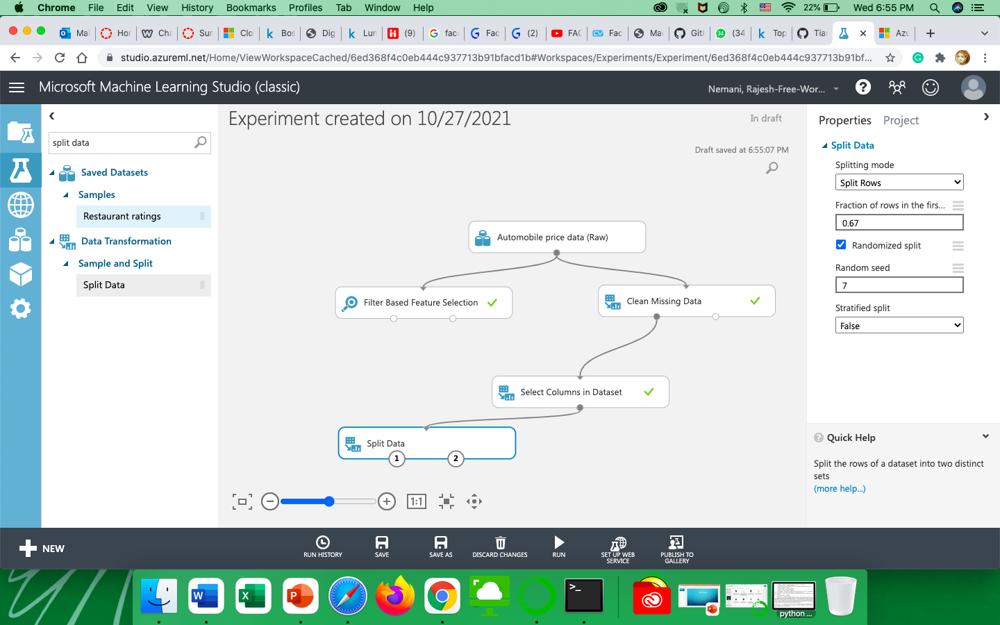 Chrome File Edit View History Bookmarks Profiles Tab Window Help 22% Wed 6:55 PM
Mai Hor Cha Sur Clo Bos Dig Lun (9) face Fac (2) FAC Fac Mac Gitl (34 Top Tia Azu
studio.azureml.net/Home/ViewWorkspaceCached/6ed368f4c0eb444c937713b91bfacd1b#Workspaces/Experiments/Experiment/6ed368f4c0eb444c937713b91bf...
Microsoft Machine Learning Studio (classic)
Nemani, Rajesh-Free-Wor...
split data
Saved Datasets
Samples
Restaurant ratings
Data Transformation
Sample and Split
Split Data
Experiment created on 10/27/2021
In draft
Draft saved at 6:55:07 PM
Automobile price data (Raw)
Filter Based Feature Selection
Clean Missing Data
Select Columns in Dataset
Split Data
1 2
1:1
Properties Project
Split Data
Splitting mode
Split Rows
Fraction of rows in the firs...
0.67
Randomized split
Random seed
7
Stratified split
False
Quick Help
Split the rows of a dataset into two distinct
sets
(more help...)
NEW
RUN HISTORY
SAVE
SAVE AS
DISCARD CHANGES
RUN
SET UP WEB
SERVICE
PUBLISH TO
GALLERY
python ...